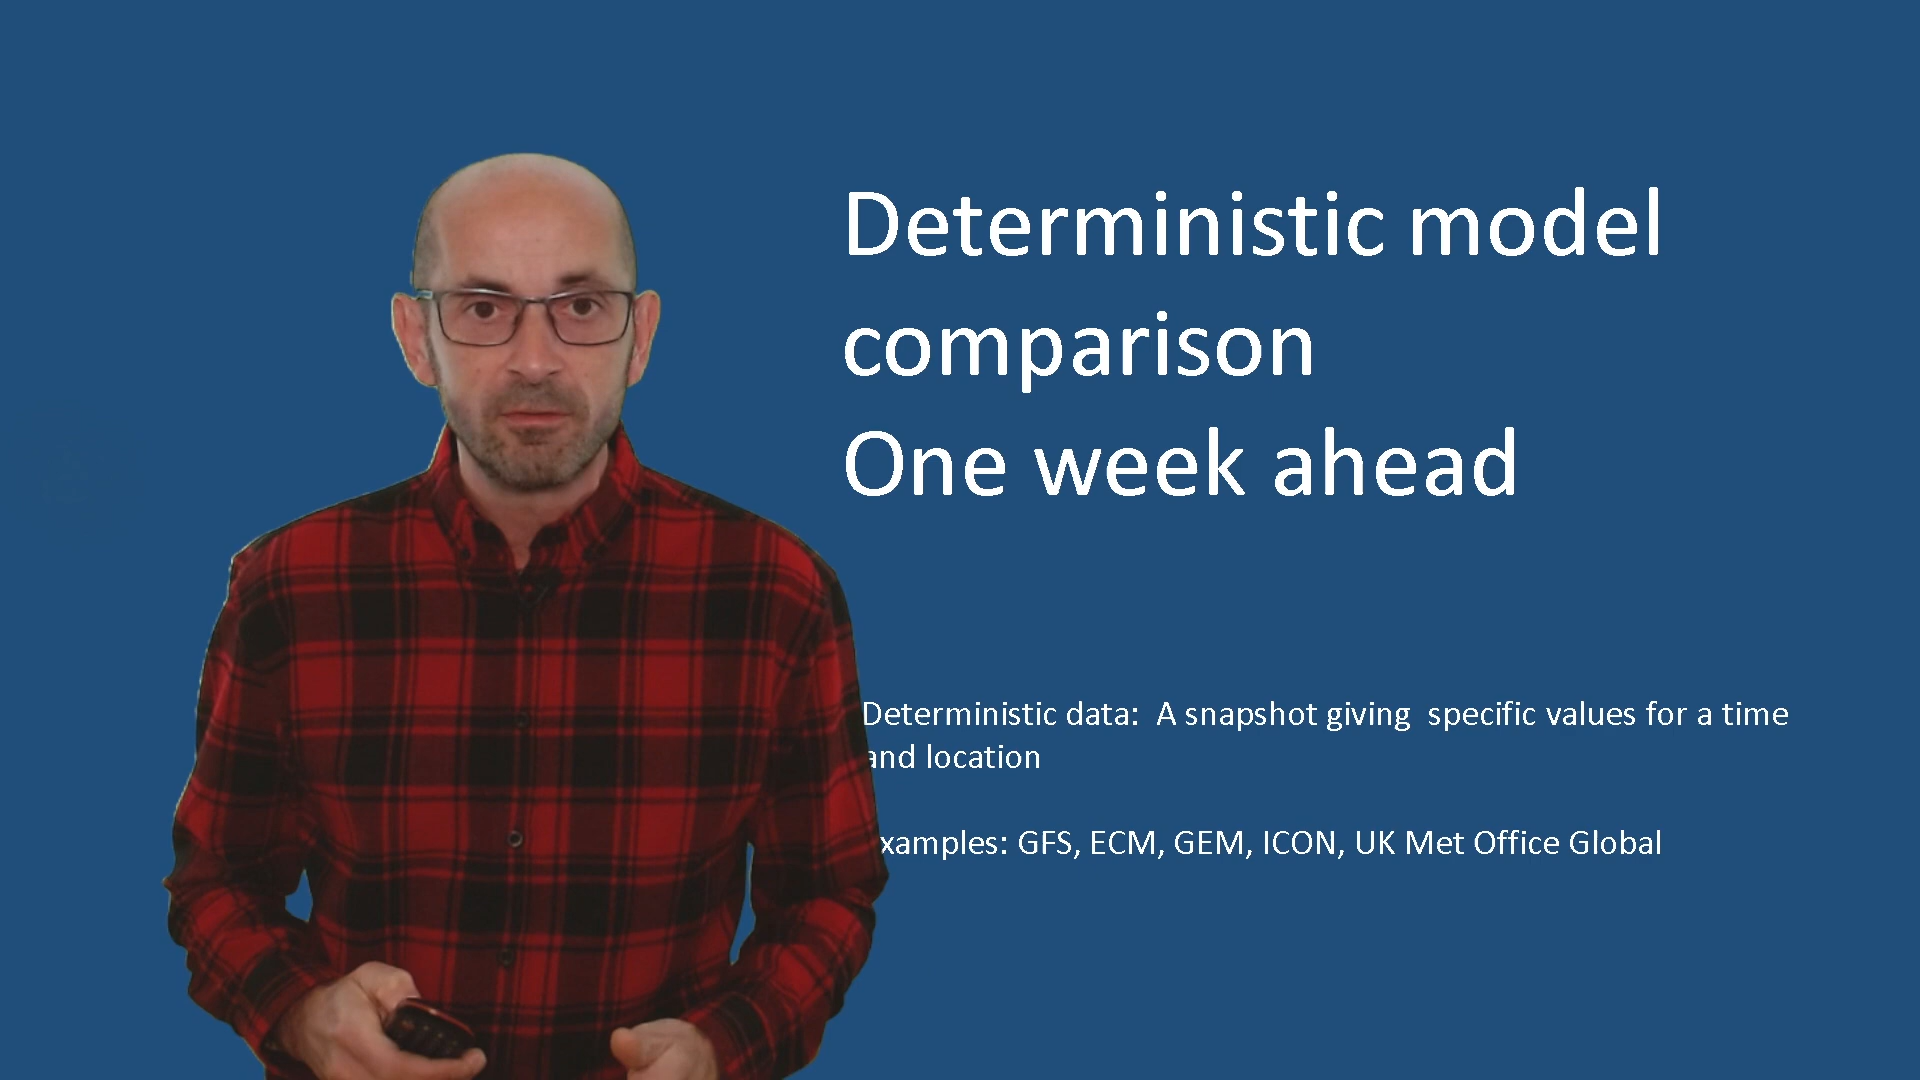 Deterministic model
comparison
One week ahead
Deterministic data:  A snapshot giving  specific values for a time
and location
xamples: GFS, ECM, GEM, ICON, UK Met Office Global